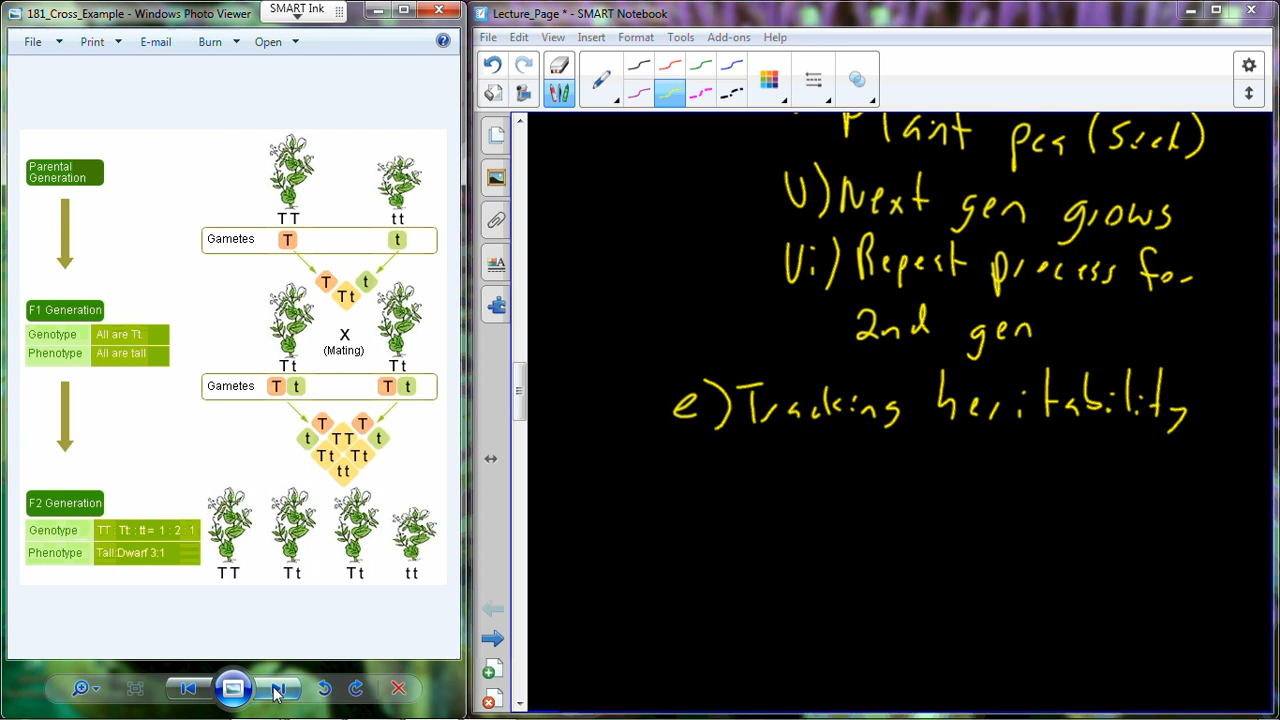 181_Cross_Example - Windows Photo Viewer
SMART Ink
File Print E-mail Burn Open
Parental
Generation
TT tt
Gametes T t
T t
Tt
F1 Generation
Genotype All are Tt.
Phenotype All are tall
X
(Mating)
Tt Tt
Gametes T t T t
T T
t TT t
Tt Tt
tt
F2 Generation
Genotype TT : Tt : tt = 1 : 2 : 1
Phenotype Tall:Dwarf 3:1
TT Tt Tt tt
Lecture_Page * - SMART Notebook
File Edit View Insert Format Tools Add-ons Help
Plant pea (Seed)
V) Next gen grows
Vi) Repeat process for
2nd gen
e) Tracking heritability